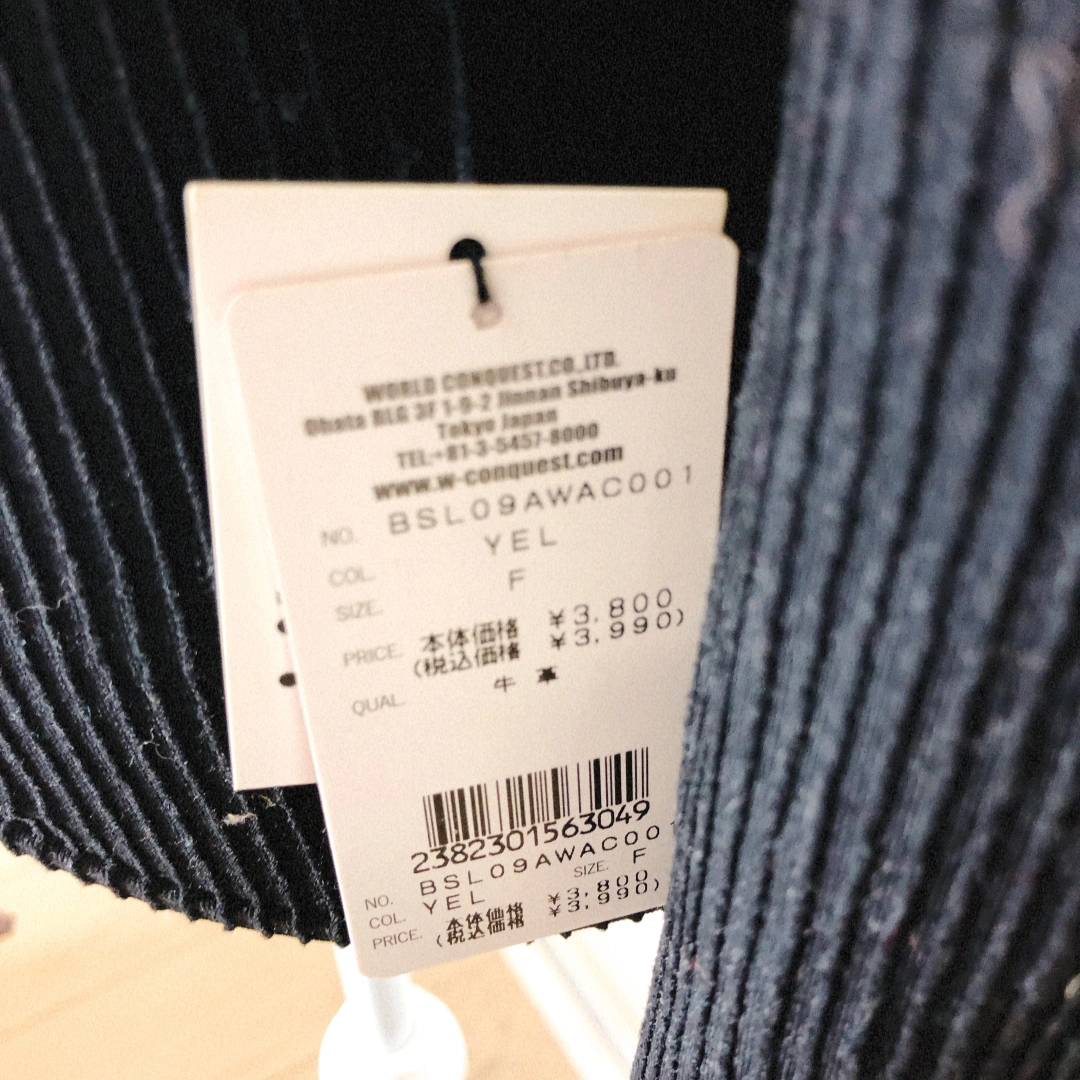 WORLD CONQUEST.CO.,LTD.
Ohata BLG 3F 1-9-2 Jinnan Shibuya-ku
Tokyo Japan
TEL:+81-3-5457-8000
www.w-conquest.com
NO. BSL09AWAC001
COL. YEL
SIZE. F
PRICE. 本体価格 ¥3.800
(税込価格 ¥3.990)
QUAL. 牛革
2382301563049
NO. BSL09AWAC001
COL. YEL SIZE. F
PRICE. 本体価格 ¥3.800
(税込価格 ¥3.990)